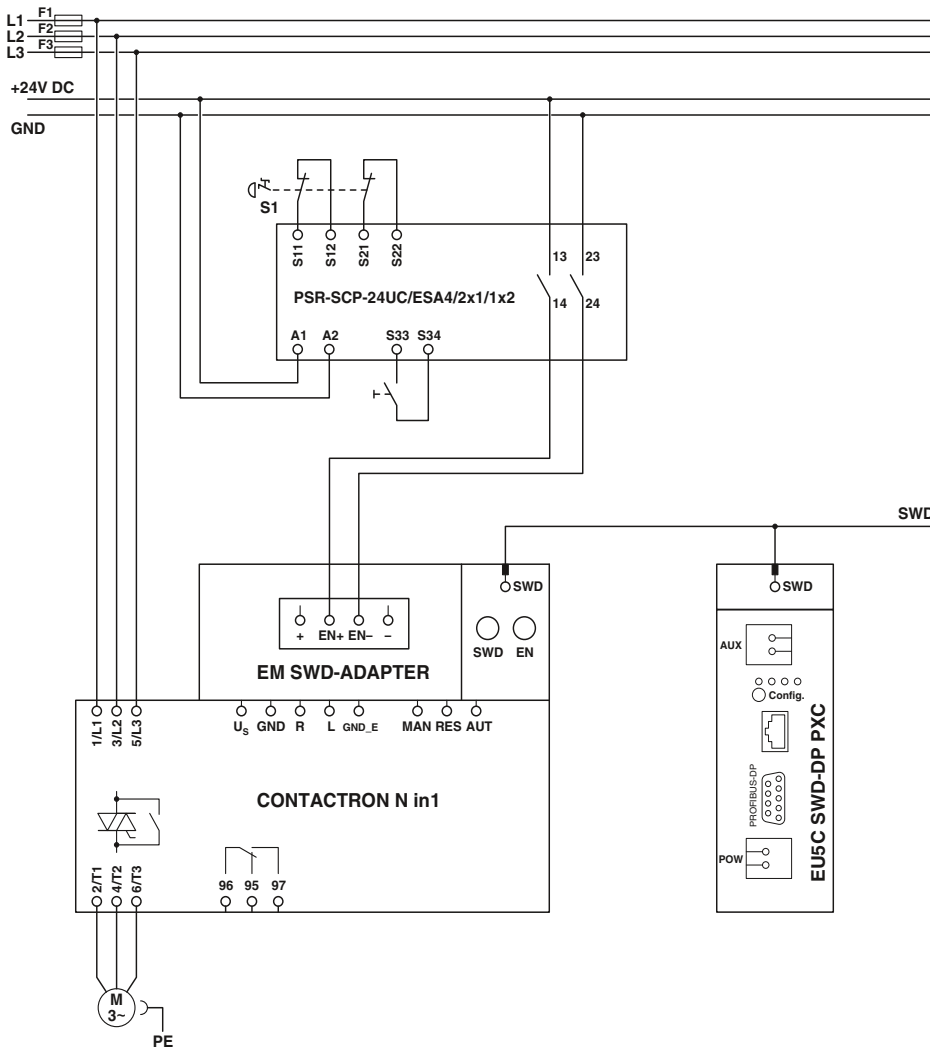 L1 F1
L2 F2
L3 F3
+24V DC
GND
S1
S11 S12 S21 S22
13 23
PSR-SCP-24UC/ESA4/2x1/1x2
14 24
A1 A2 S33 S34
SWD
SWD
SWD
+ EN+ EN– –
SWD EN
EM SWD-ADAPTER
AUX
Config.
PROFIBUS-DP
EU5C SWD-DP PXC
POW
1/L1 3/L2 5/L3
US GND R L GND_E MAN RES AUT
CONTACTRON N in1
96 95 97
2/T1 4/T2 6/T3
M
3~
PE